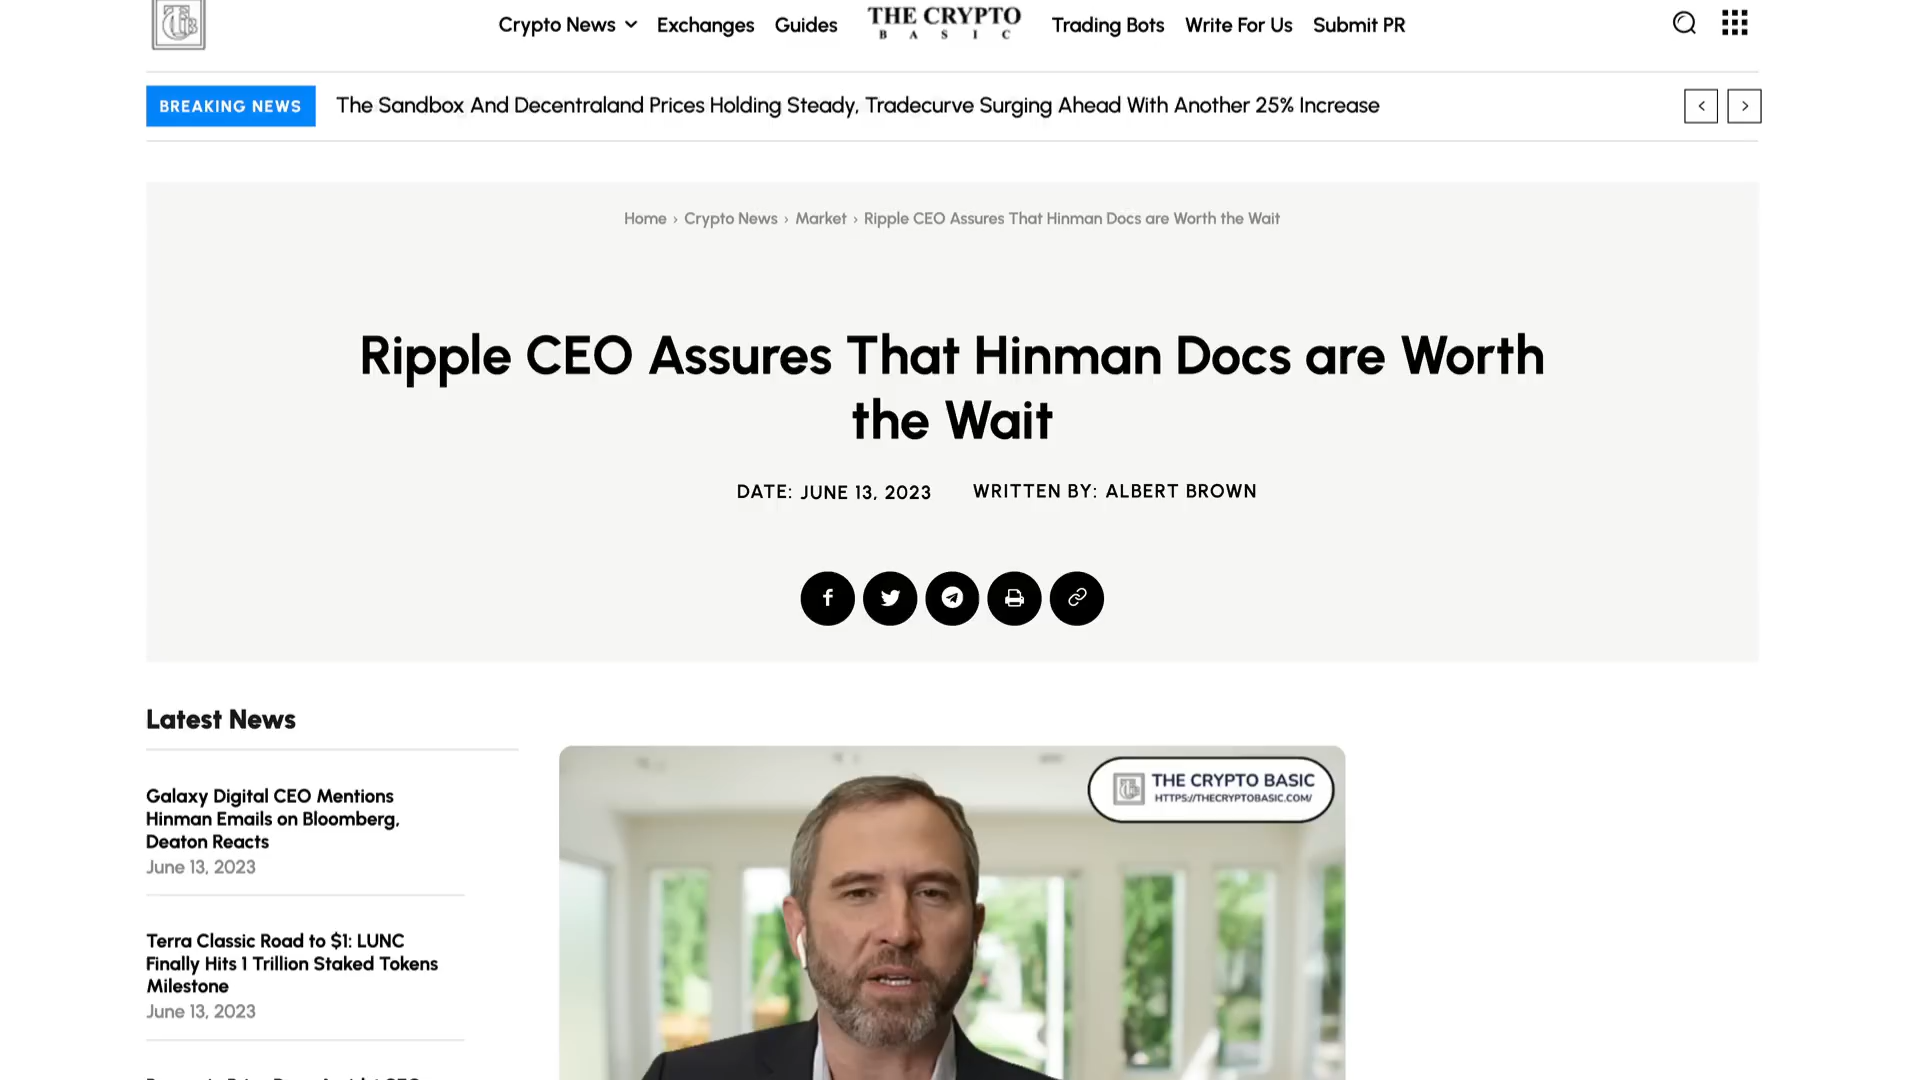 Crypto News
Exchanges
Guides
THE CRYPTO
BASIC
Trading Bots
Write For Us
Submit PR
BREAKING NEWS
The Sandbox And Decentraland Prices Holding Steady, Tradecurve Surging Ahead With Another 25% Increase
Home › Crypto News › Market › Ripple CEO Assures That Hinman Docs are Worth the Wait
Ripple CEO Assures That Hinman Docs are Worth
the Wait
DATE: JUNE 13, 2023
WRITTEN BY: ALBERT BROWN
Latest News
Galaxy Digital CEO Mentions
Hinman Emails on Bloomberg,
Deaton Reacts
June 13, 2023
Terra Classic Road to $1: LUNC
Finally Hits 1 Trillion Staked Tokens
Milestone
June 13, 2023
THE CRYPTO BASIC
HTTPS://THECRYPTOBASIC.COM/